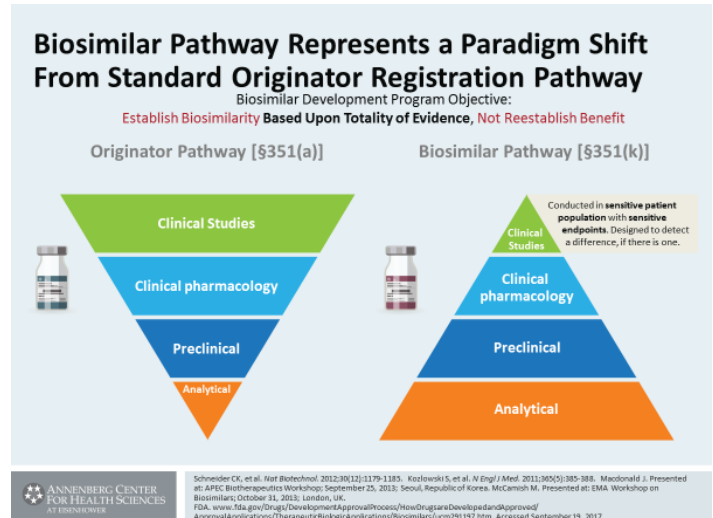 Biosimilar Pathway Represents a Paradigm Shift
From Standard Originator Registration Pathway
Biosimilar Development Program Objective:
Establish Biosimilarity Based Upon Totality of Evidence, Not Reestablish Benefit
Originator Pathway [§351(a)]
Biosimilar Pathway [§351(k)]
Clinical Studies
Clinical pharmacology
Preclinical
Analytical
Conducted in sensitive patient
population with sensitive
endpoints. Designed to detect
a difference, if there is one.
Clinical
Studies
Clinical
pharmacology
Preclinical
Analytical
ANNENBERG CENTER
FOR HEALTH SCIENCES
AT EISENHOWER
Schneider CK, et al. Nat Biotechnol. 2012;30(12):1179-1185. Kozlowski S, et al. N Engl J Med. 2011;365(5):385-388. Macdonald J. Presented
at: APEC Biotherapeutics Workshop; September 25, 2013; Seoul, Republic of Korea. McCamish M. Presented at: EMA Workshop on
Biosimilars; October 31, 2013; London, UK.
FDA. www.fda.gov/Drugs/DevelopmentApprovalProcess/HowDrugsareDevelopedandApproved/
ApprovalApplications/TherapeuticBiologicApplications/Biosimilars/ucm291197.htm. Accessed September 19, 2017.